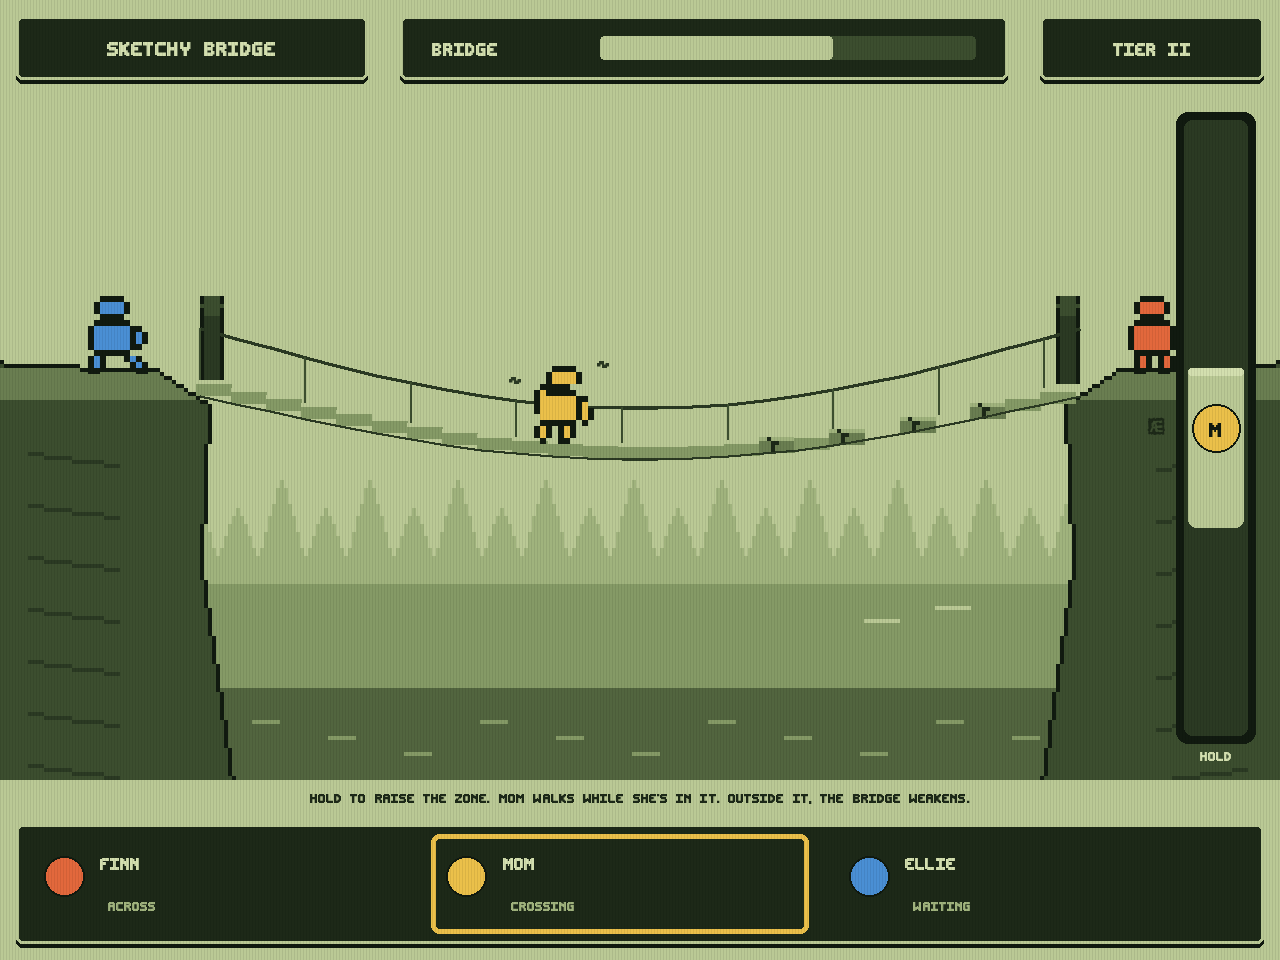 SKETCHY BRIDGE
BRIDGE
TIER II
Æ
M
HOLD
HOLD TO RAISE THE ZONE. MOM WALKS WHILE SHE'S IN IT. OUTSIDE IT, THE BRIDGE WEAKENS.
FINN
ACROSS
MOM
CROSSING
ELLIE
WAITING